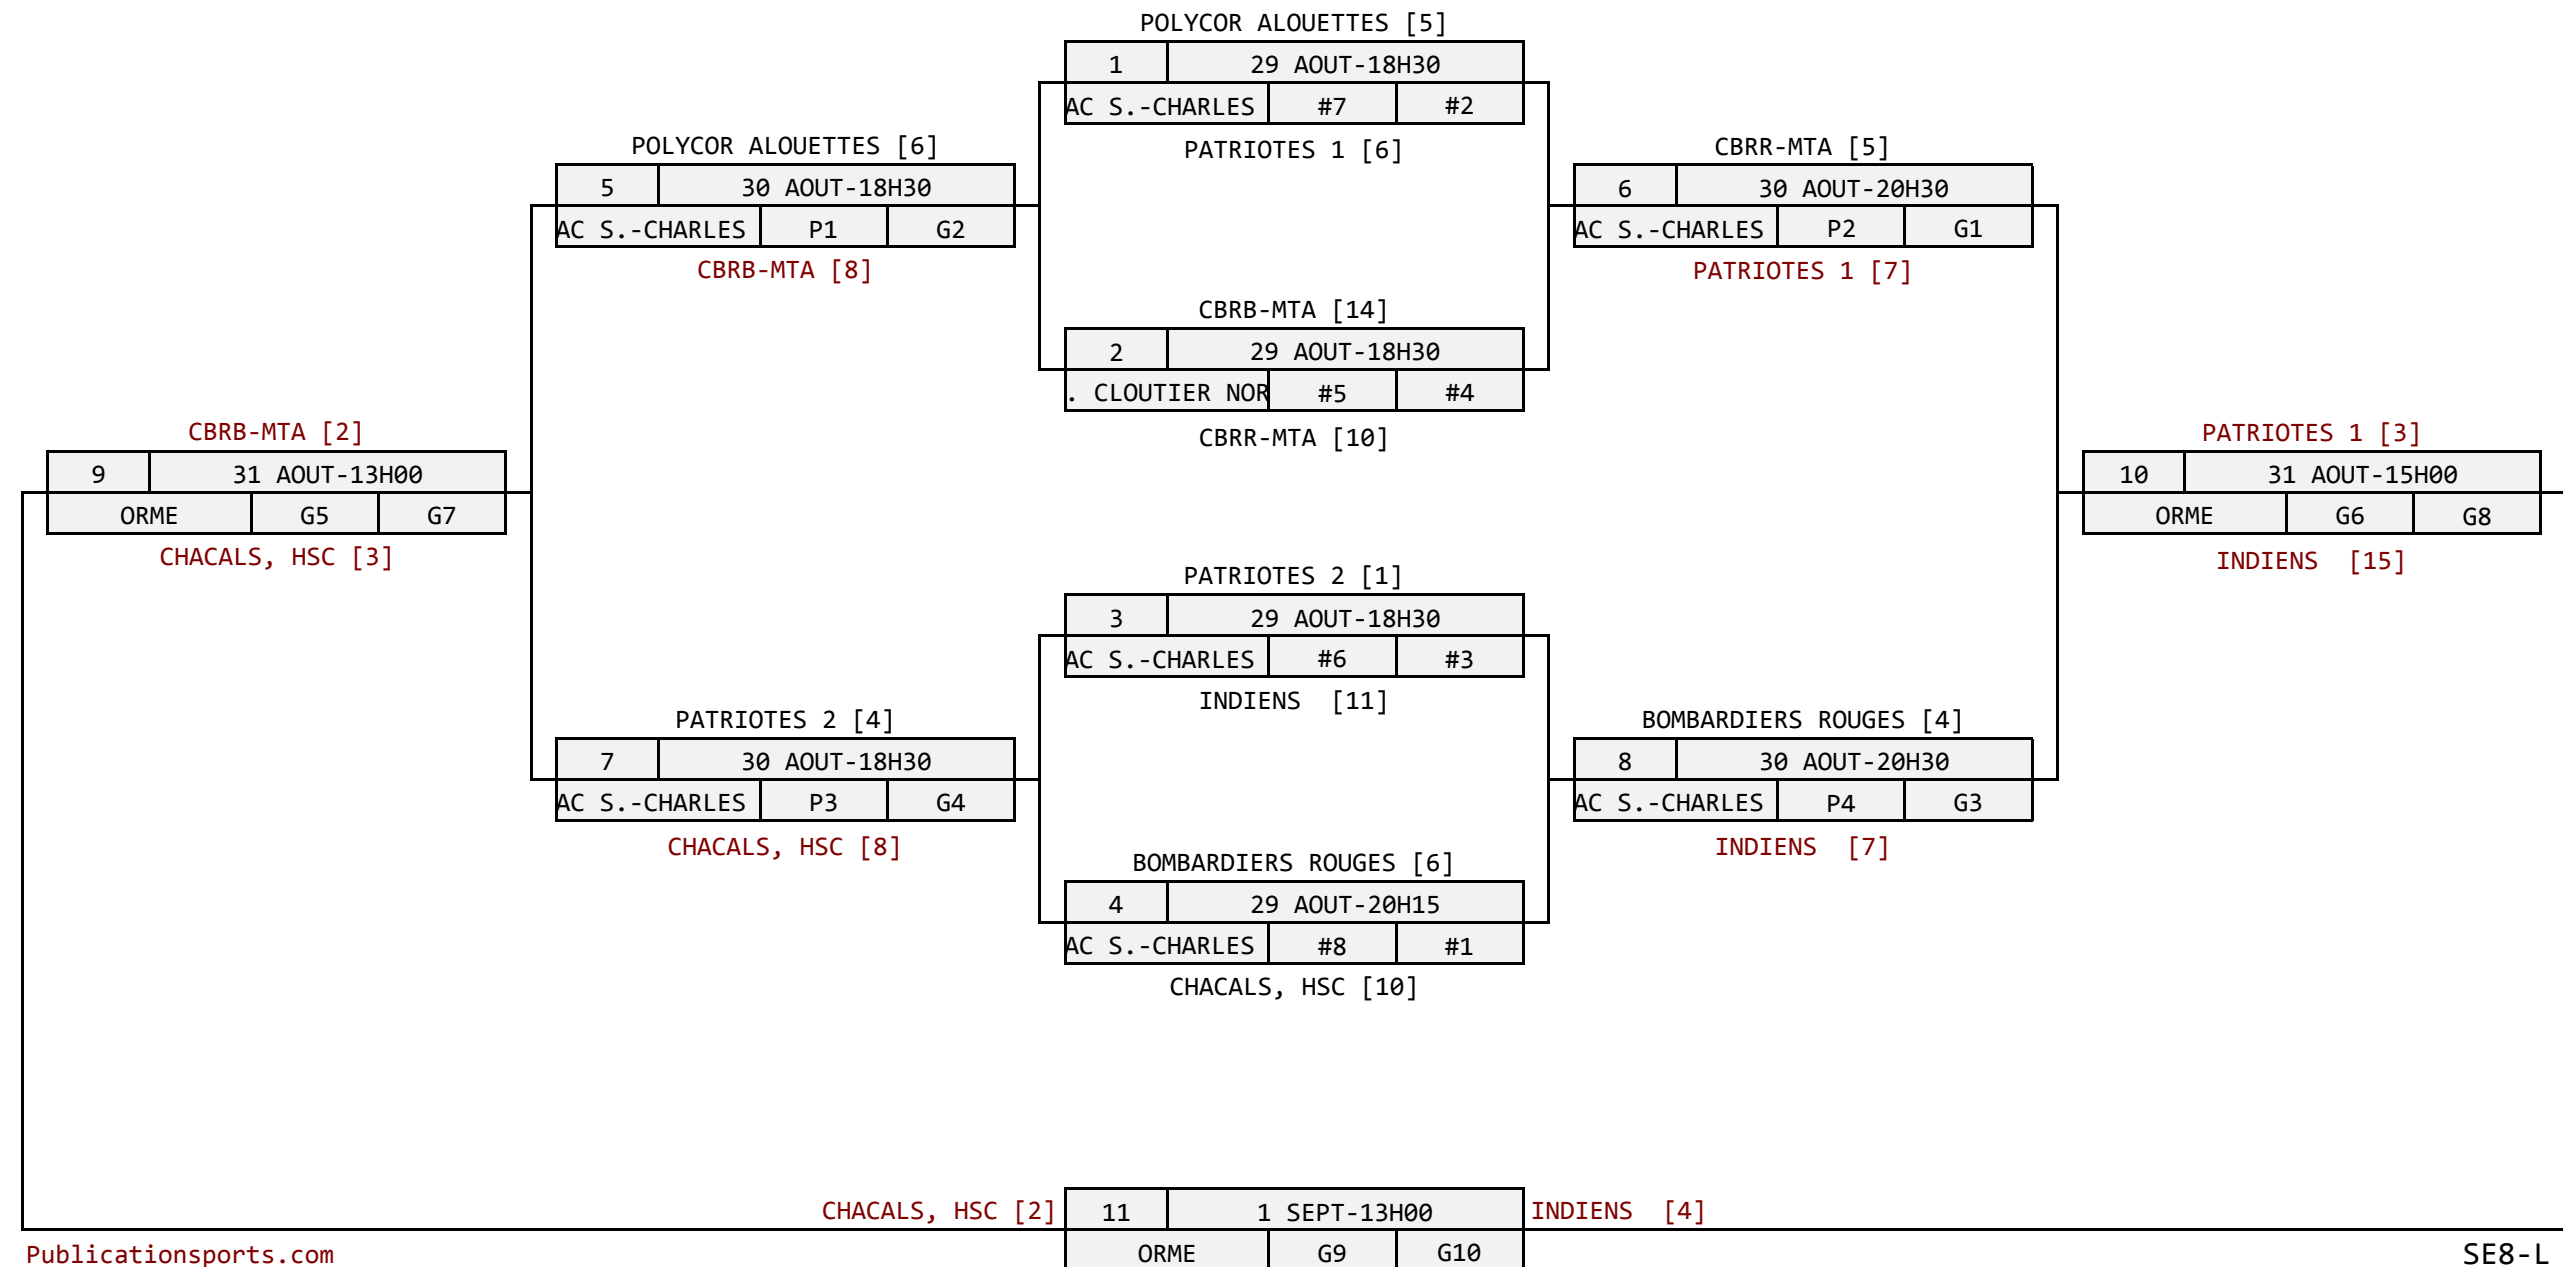 POLYCOR ALOUETTES [5]
1 29 AOUT-18H30
AC S.-CHARLES #7 #2
PATRIOTES 1 [6]
POLYCOR ALOUETTES [6]
5 30 AOUT-18H30
AC S.-CHARLES P1 G2
CBRB-MTA [8]
CBRR-MTA [5]
6 30 AOUT-20H30
AC S.-CHARLES P2 G1
PATRIOTES 1 [7]
CBRB-MTA [14]
2 29 AOUT-18H30
. CLOUTIER NOR #5 #4
CBRR-MTA [10]
CBRB-MTA [2]
9 31 AOUT-13H00
ORME G5 G7
CHACALS, HSC [3]
PATRIOTES 1 [3]
10 31 AOUT-15H00
ORME G6 G8
INDIENS [15]
PATRIOTES 2 [1]
3 29 AOUT-18H30
AC S.-CHARLES #6 #3
INDIENS [11]
PATRIOTES 2 [4]
7 30 AOUT-18H30
AC S.-CHARLES P3 G4
CHACALS, HSC [8]
BOMBARDIERS ROUGES [4]
8 30 AOUT-20H30
AC S.-CHARLES P4 G3
INDIENS [7]
BOMBARDIERS ROUGES [6]
4 29 AOUT-20H15
AC S.-CHARLES #8 #1
CHACALS, HSC [10]
CHACALS, HSC [2] 11 1 SEPT-13H00 INDIENS [4]
ORME G9 G10
Publicationsports.com
SE8-L